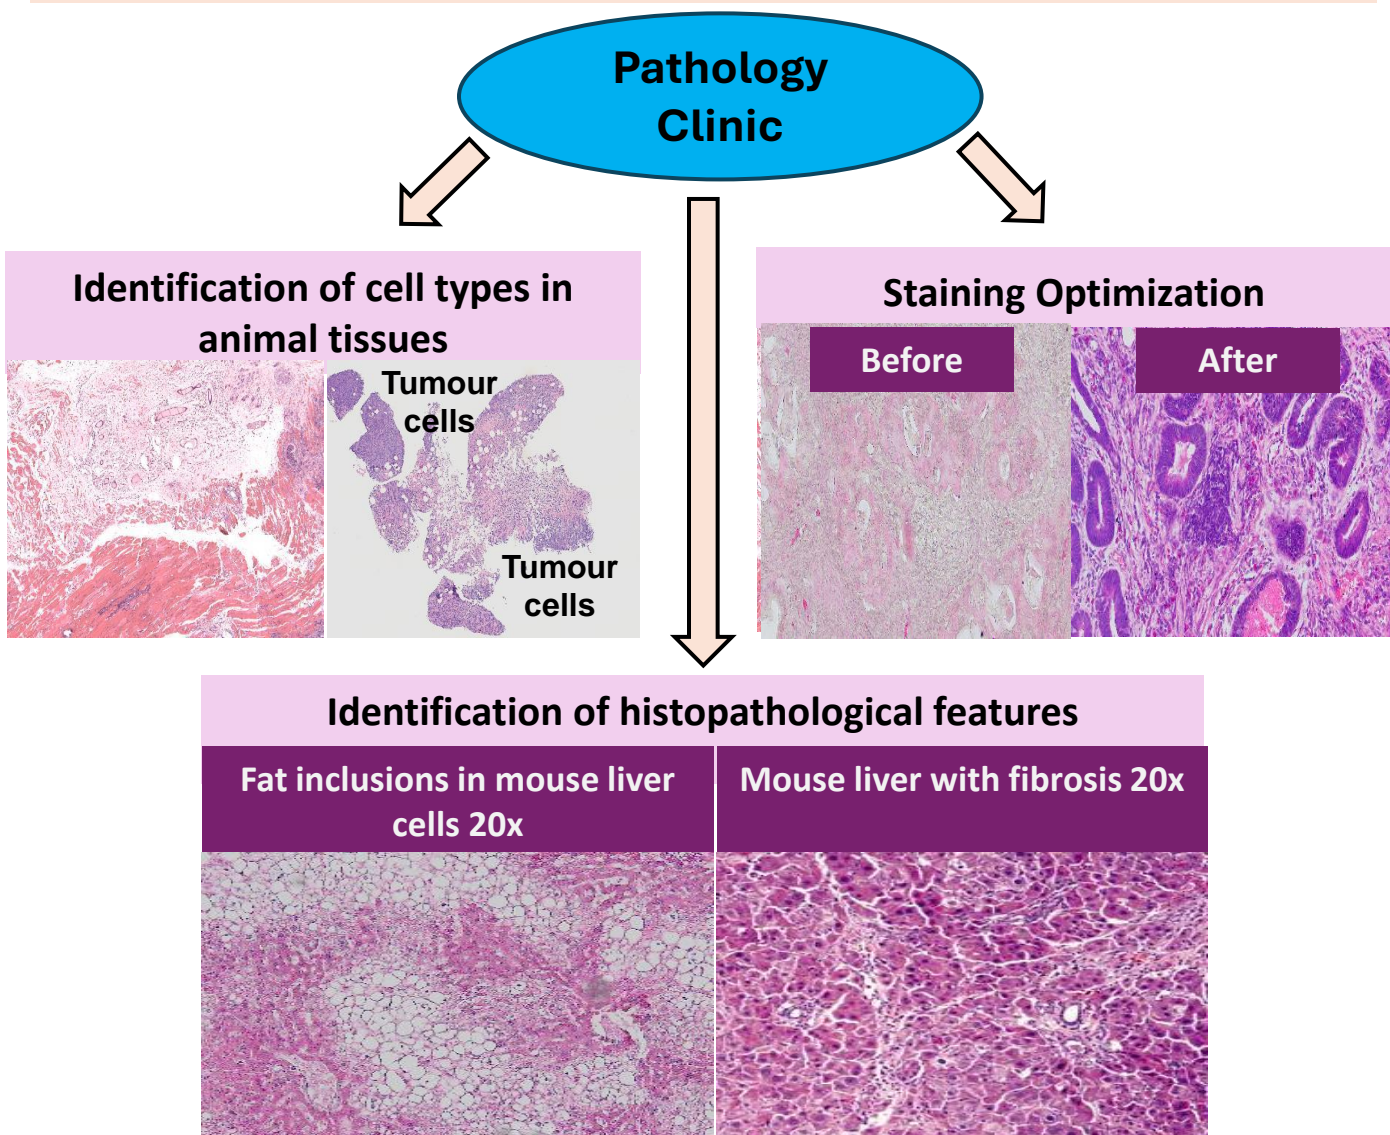 Pathology
Clinic
Identification of cell types in
animal tissues
Tumour
cells
Tumour
cells
Staining Optimization
Before
After
Identification of histopathological features
Fat inclusions in mouse liver
cells 20x
Mouse liver with fibrosis 20x